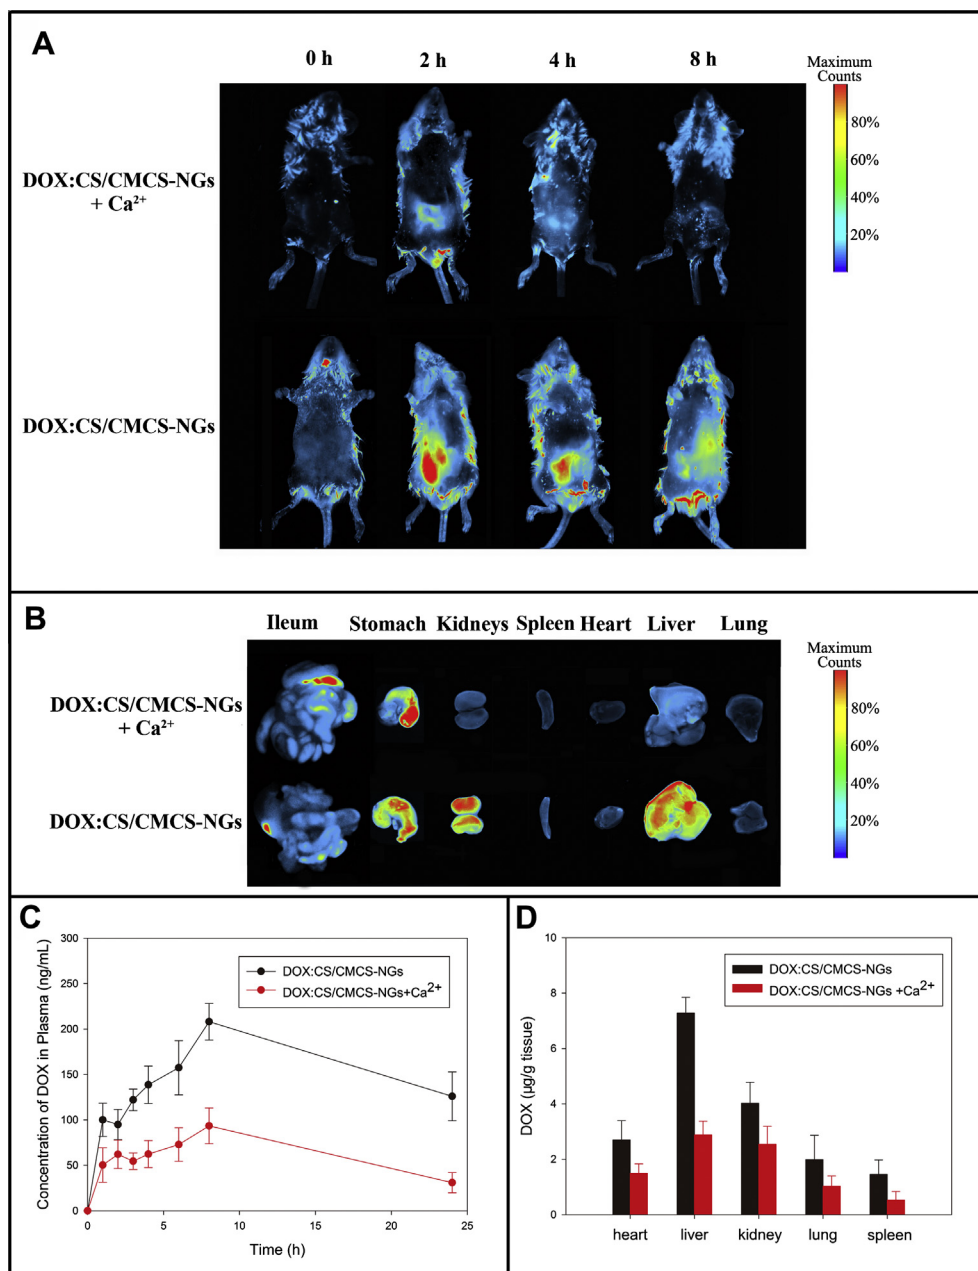 A
0 h 2 h 4 h 8 h
Maximum
Counts
80%
60%
40%
20%
DOX:CS/CMCS-NGs
+ Ca²⁺
DOX:CS/CMCS-NGs
B
Ileum Stomach Kidneys Spleen Heart Liver Lung
Maximum
Counts
80%
60%
40%
20%
DOX:CS/CMCS-NGs
+ Ca²⁺
DOX:CS/CMCS-NGs
C
Concentration of DOX in Plasma (ng/mL)
300
250
200
150
100
50
0
DOX:CS/CMCS-NGs
DOX:CS/CMCS-NGs+Ca²⁺
0 5 10 15 20 25
Time (h)
D
DOX (µg/g tissue)
10
8
6
4
2
0
DOX:CS/CMCS-NGs
DOX:CS/CMCS-NGs +Ca²⁺
heart liver kidney lung spleen